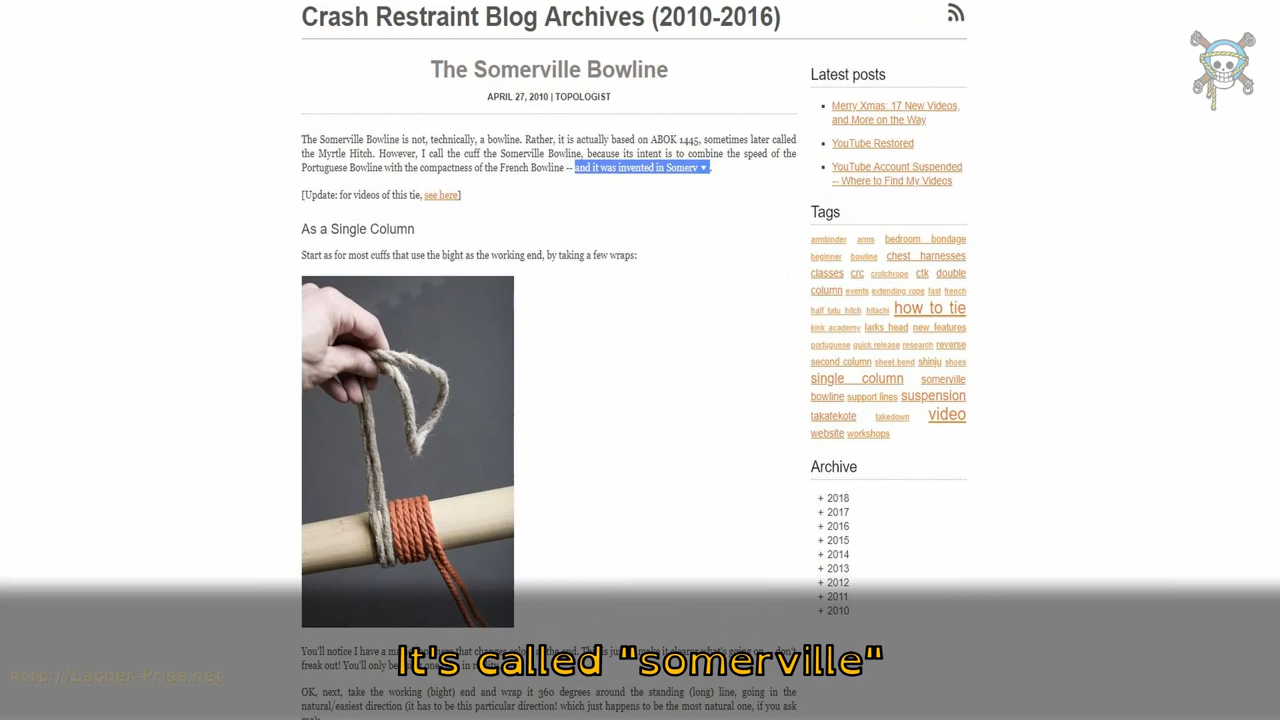 Crash Restraint Blog Archives (2010-2016)
The Somerville Bowline
APRIL 27, 2010 | TOPOLOGIST
The Somerville Bowline is not, technically, a bowline. Rather, it is actually based on ABOK 1445, sometimes later called
the Myrtle Hitch. However, I call the cuff the Somerville Bowline, because its intent is to combine the speed of the
Portuguese Bowline with the compactness of the French Bowline -- and it was invented in Somerv
[Update: for videos of this tie, see here]
As a Single Column
Start as for most cuffs that use the bight as the working end, by taking a few wraps:
You'll notice I have a
freak out! You'll only be
OK, next, take the working (bight) end and wrap it 360 degrees around the standing (long) line, going in the
natural/easiest direction (it has to be this particular direction! which just happens to be the most natural one, if you ask
Latest posts
Merry Xmas: 17 New Videos,
and More on the Way
YouTube Restored
YouTube Account Suspended
-- Where to Find My Videos
Tags
armbinder arms bedroom bondage
beginner bowline chest harnesses
classes crc crotchrope ctk double
column events extending rope fast french
half tatu hitch hitachi how to tie
kink academy larks head new features
portuguese quick release research reverse
second column sheet bend shinju shoes
single column somerville
bowline support lines suspension
takatekote takedown video
website workshops
Archive
+ 2018
+ 2017
+ 2016
+ 2015
+ 2014
+ 2013
+ 2012
+ 2011
+ 2010
It's called "somerville"
http://Lacher-Prise.net